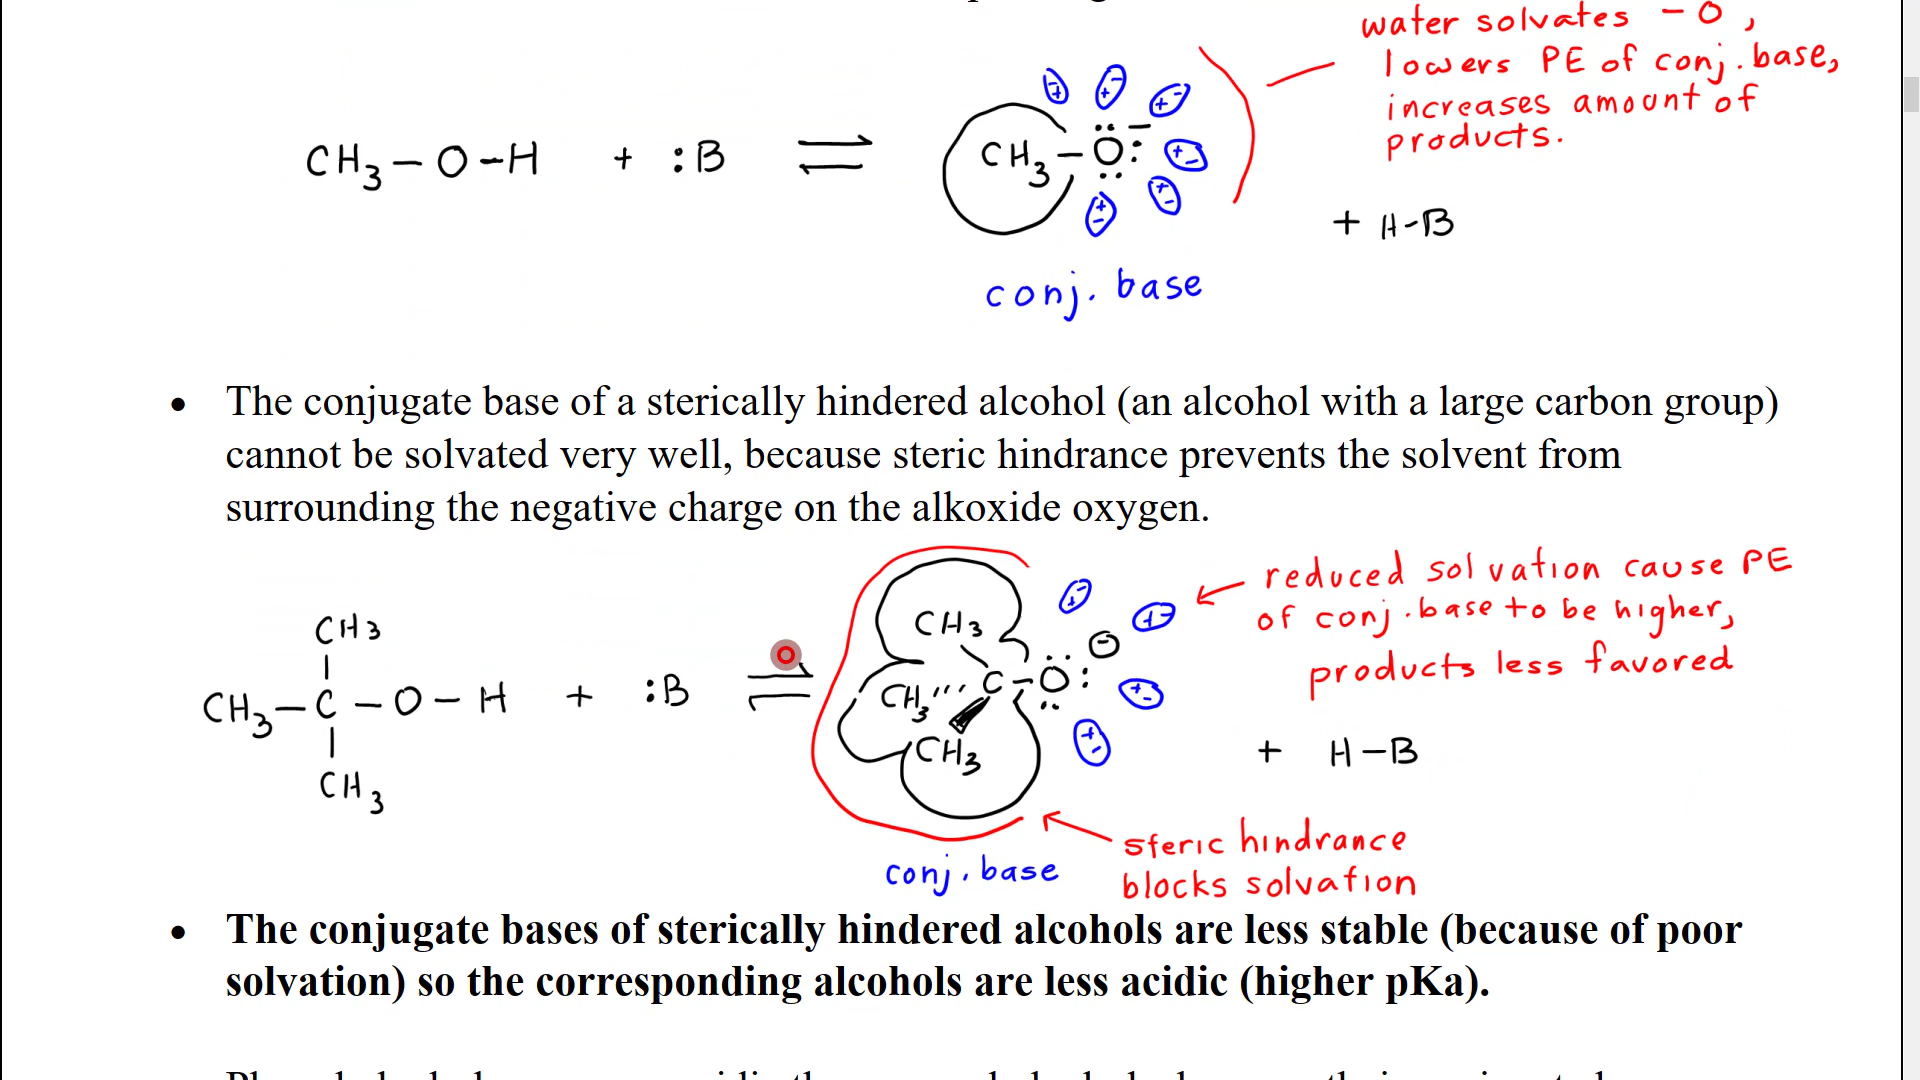 water solvates - O ,
lowers PE of conj. base,
increases amount of
products.
CH3 - O - H + :B ⇌ CH3 - O:⁻
+ H-B
conj. base
• The conjugate base of a sterically hindered alcohol (an alcohol with a large carbon group)
cannot be solvated very well, because steric hindrance prevents the solvent from
surrounding the negative charge on the alkoxide oxygen.
reduced solvation cause PE
of conj. base to be higher,
products less favored
CH3
CH3 - C - O - H + :B ⇌
CH3
CH3
CH3 C - O: ⊖
CH3
+ H-B
steric hindrance
blocks solvation
conj. base
• The conjugate bases of sterically hindered alcohols are less stable (because of poor
solvation) so the corresponding alcohols are less acidic (higher pKa).